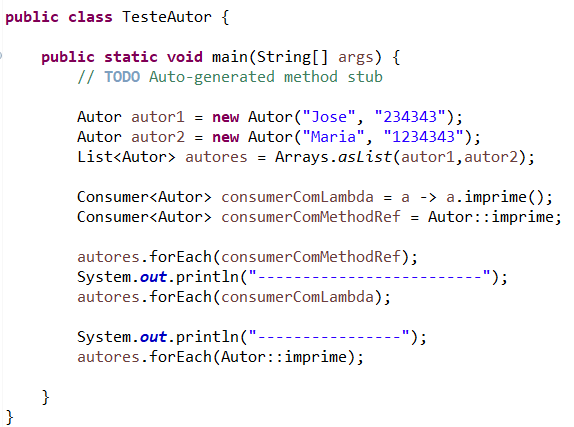 public class TesteAutor {
public static void main(String[] args) {
// TODO Auto-generated method stub
Autor autor1 = new Autor("Jose", "234343");
Autor autor2 = new Autor("Maria", "1234343");
List<Autor> autores = Arrays.asList(autor1,autor2);
Consumer<Autor> consumerComLambda = a -> a.imprime();
Consumer<Autor> consumerComMethodRef = Autor::imprime;
autores.forEach(consumerComMethodRef);
System.out.println("-------------------------");
autores.forEach(consumerComLambda);
System.out.println("----------------");
autores.forEach(Autor::imprime);
}
}